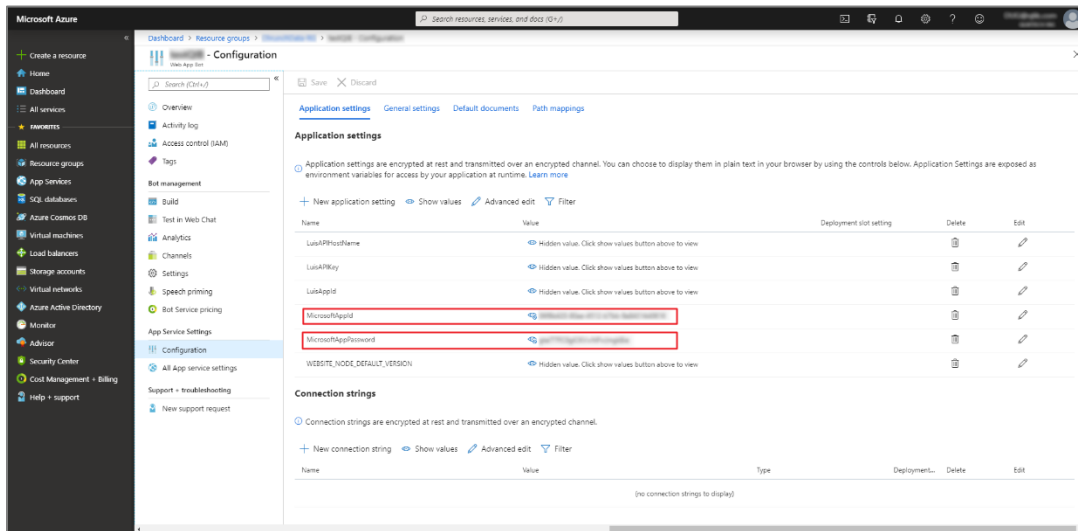 Microsoft Azure
Search resources, services, and docs (G+/)
Create a resource
Home
Dashboard
All services
FAVORITES
All resources
Resource groups
App Services
SQL databases
Azure Cosmos DB
Virtual machines
Load balancers
Storage accounts
Virtual networks
Azure Active Directory
Monitor
Advisor
Security Center
Cost Management + Billing
Help + support
Dashboard > Resource groups > > - Configuration
- Configuration
Web App Bot
Search (Ctrl+/)
Overview
Activity log
Access control (IAM)
Tags
Bot management
Build
Test in Web Chat
Analytics
Channels
Settings
Speech priming
Bot Service pricing
App Service Settings
Configuration
All App service settings
Support + troubleshooting
New support request
Save Discard
Application settings General settings Default documents Path mappings
Application settings
Application settings are encrypted at rest and transmitted over an encrypted channel. You can choose to display them in plain text in your browser by using the controls below. Application Settings are exposed as
environment variables for access by your application at runtime. Learn more
New application setting Show values Advanced edit Filter
Name Value Deployment slot setting Delete Edit
LuisAPIHostName Hidden value. Click show values button above to view
LuisAPIKey Hidden value. Click show values button above to view
LuisAppId Hidden value. Click show values button above to view
MicrosoftAppId
MicrosoftAppPassword
WEBSITE_NODE_DEFAULT_VERSION Hidden value. Click show values button above to view
Connection strings
Connection strings are encrypted at rest and transmitted over an encrypted channel.
New connection string Show values Advanced edit Filter
Name Value Type Deployment... Delete Edit
(no connection strings to display)